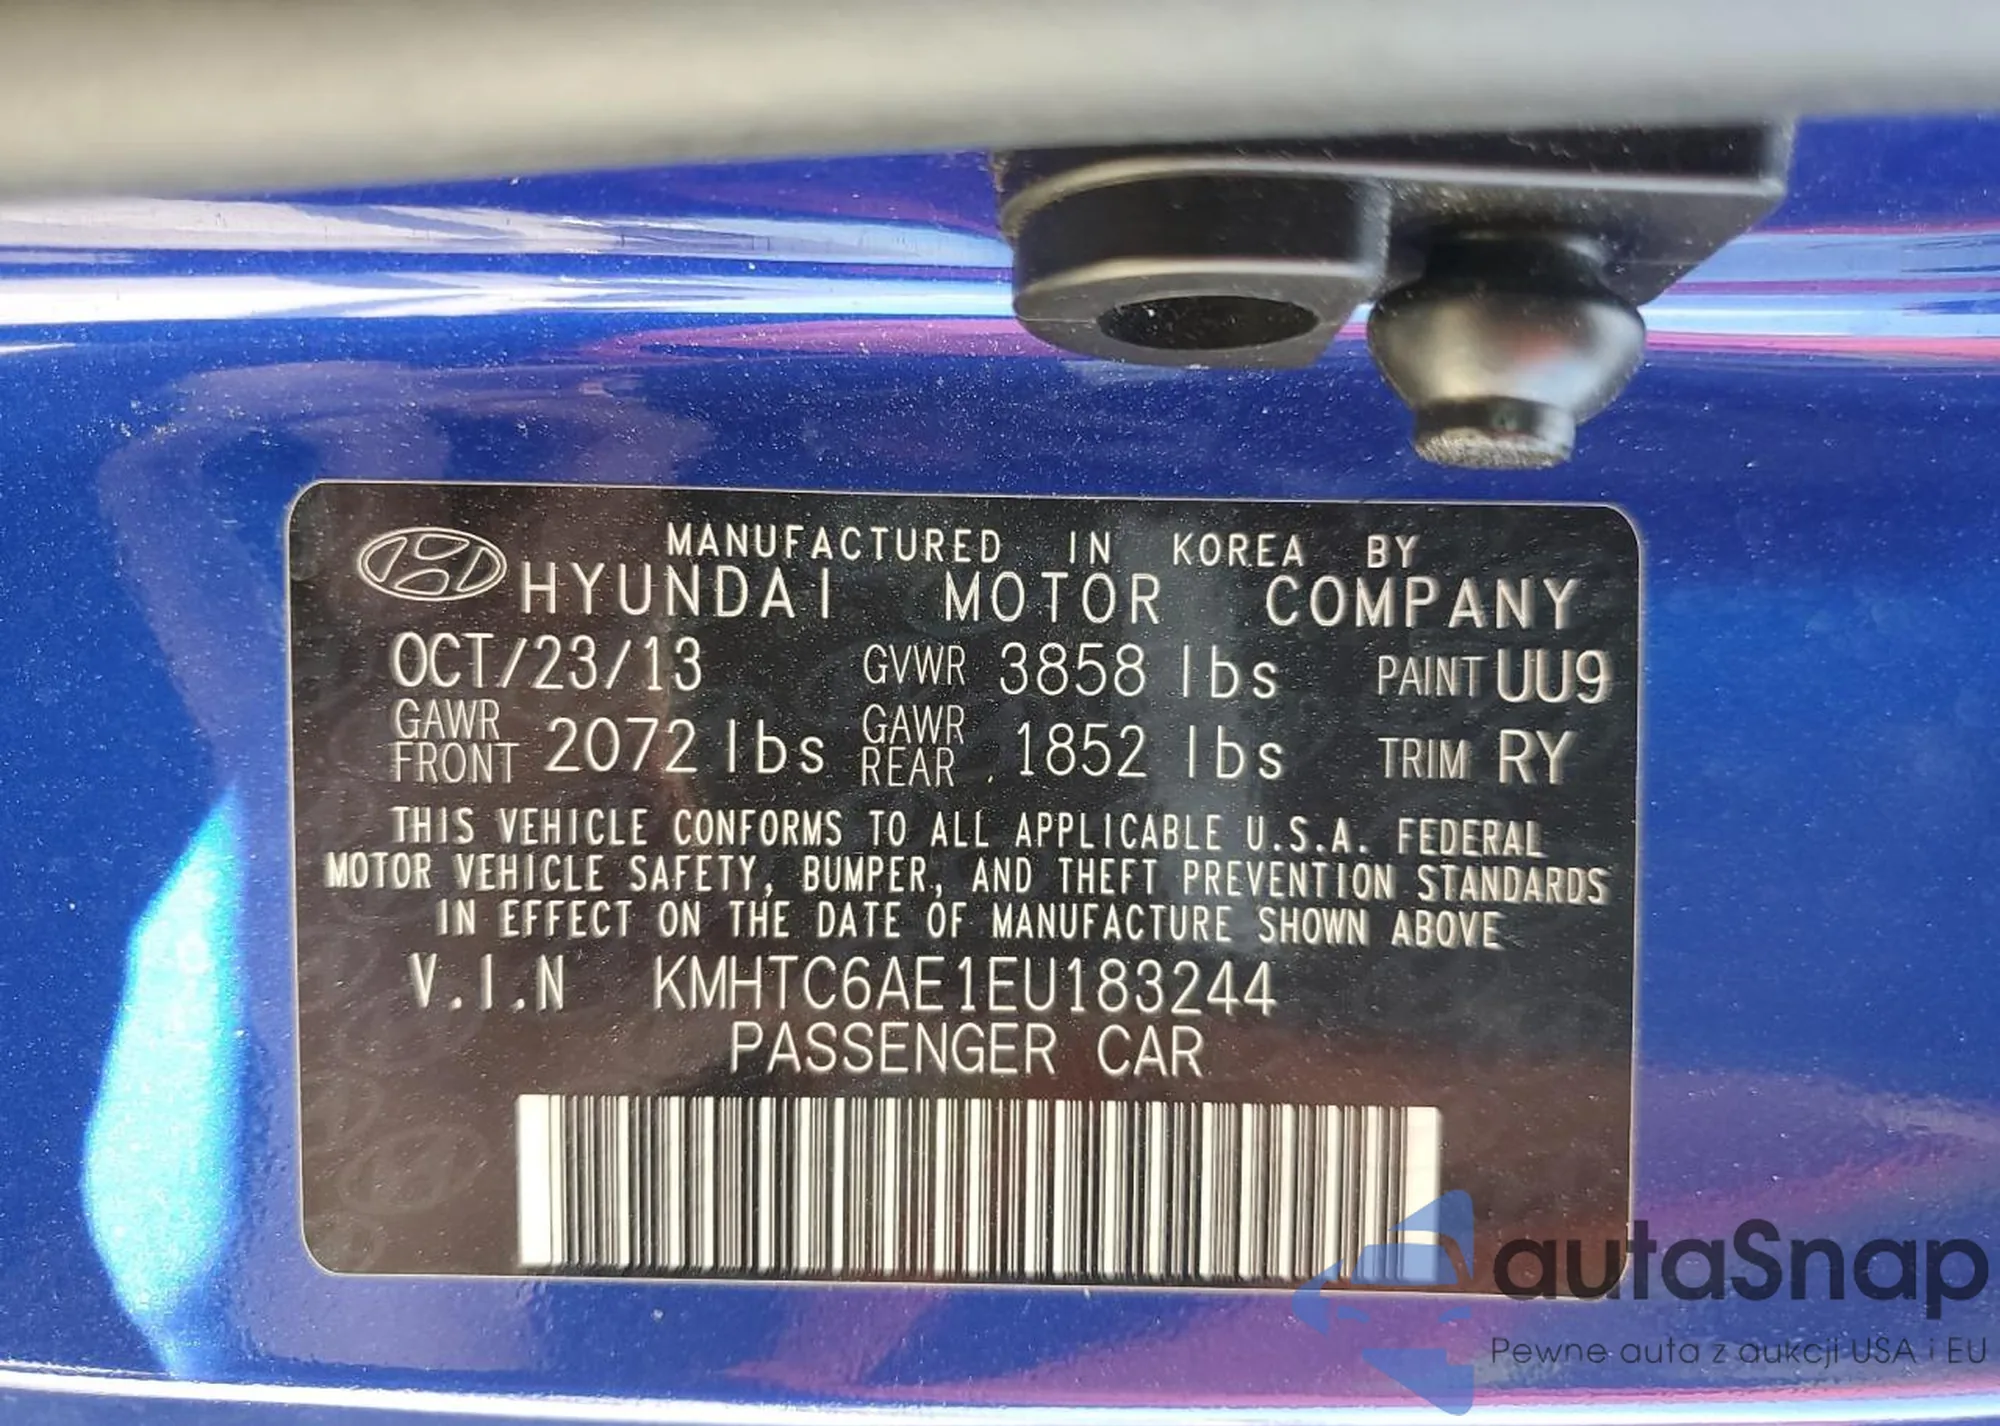 MANUFACTURED IN KOREA BY
HYUNDAI MOTOR COMPANY
OCT/23/13 GVWR 3858 lbs PAINT UU9
GAWR FRONT 2072 lbs GAWR REAR 1852 lbs TRIM RY
THIS VEHICLE CONFORMS TO ALL APPLICABLE U.S.A. FEDERAL
MOTOR VEHICLE SAFETY, BUMPER, AND THEFT PREVENTION STANDARDS
IN EFFECT ON THE DATE OF MANUFACTURE SHOWN ABOVE
V.I.N KMHTC6AE1EU183244
PASSENGER CAR
autaSnap
Pewne auta z aukcji USA i EU